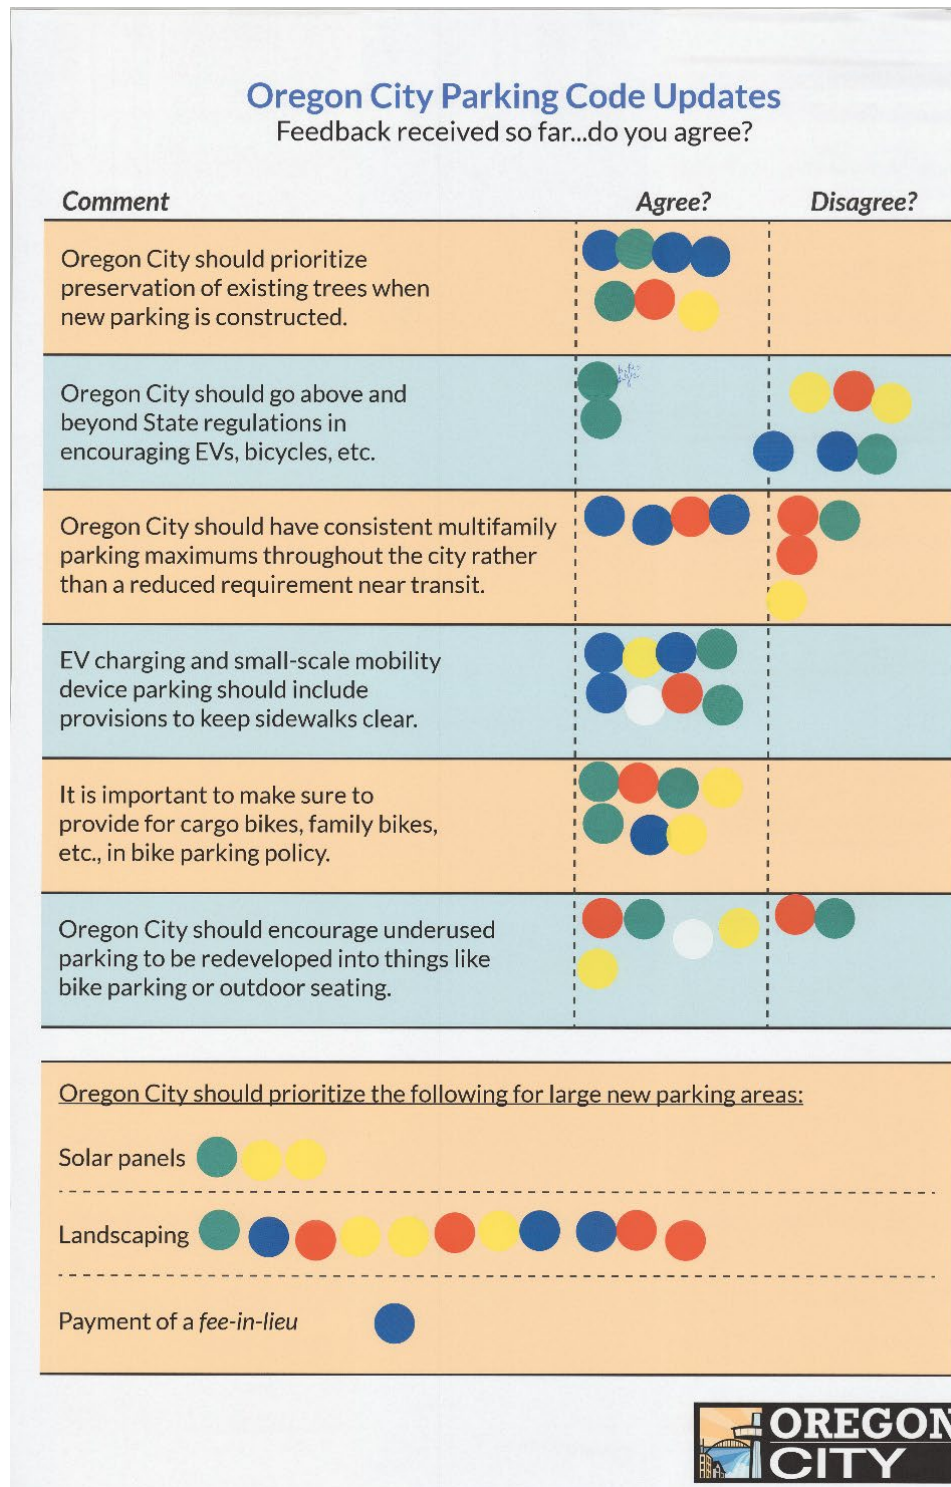 Oregon City Parking Code Updates
Feedback received so far...do you agree?
Comment Agree? Disagree?
Oregon City should prioritize
preservation of existing trees when
new parking is constructed.
Oregon City should go above and
beyond State regulations in
encouraging EVs, bicycles, etc.
Oregon City should have consistent multifamily
parking maximums throughout the city rather
than a reduced requirement near transit.
EV charging and small-scale mobility
device parking should include
provisions to keep sidewalks clear.
It is important to make sure to
provide for cargo bikes, family bikes,
etc., in bike parking policy.
Oregon City should encourage underused
parking to be redeveloped into things like
bike parking or outdoor seating.
Oregon City should prioritize the following for large new parking areas:
Solar panels
Landscaping
Payment of a fee-in-lieu
OREGON
CITY